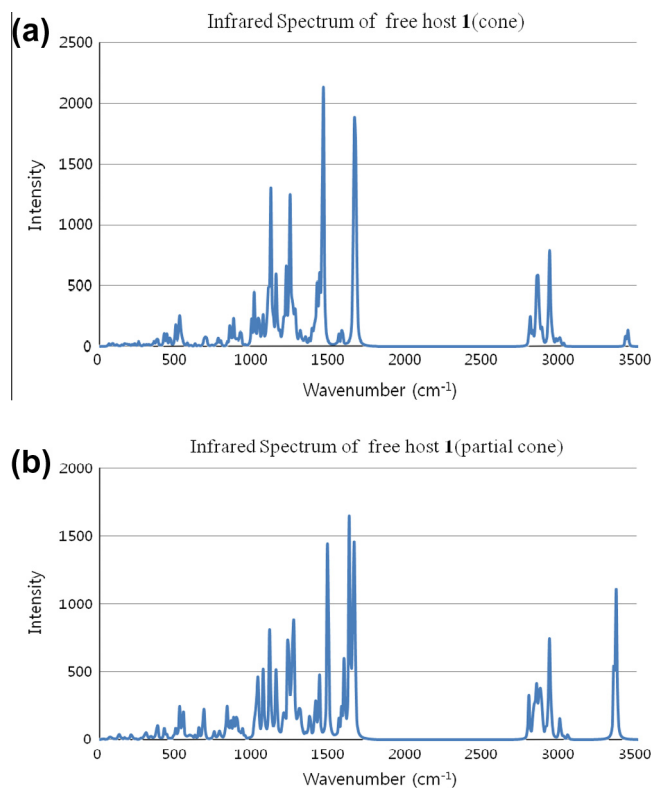 (a)
Infrared Spectrum of free host 1(cone)
2500
2000
1500
1000
500
0
Intensity
0 500 1000 1500 2000 2500 3000 3500
Wavenumber (cm-1)
(b)
Infrared Spectrum of free host 1(partial cone)
2000
1500
1000
500
0
Intensity
0 500 1000 1500 2000 2500 3000 3500
Wavenumber (cm-1)